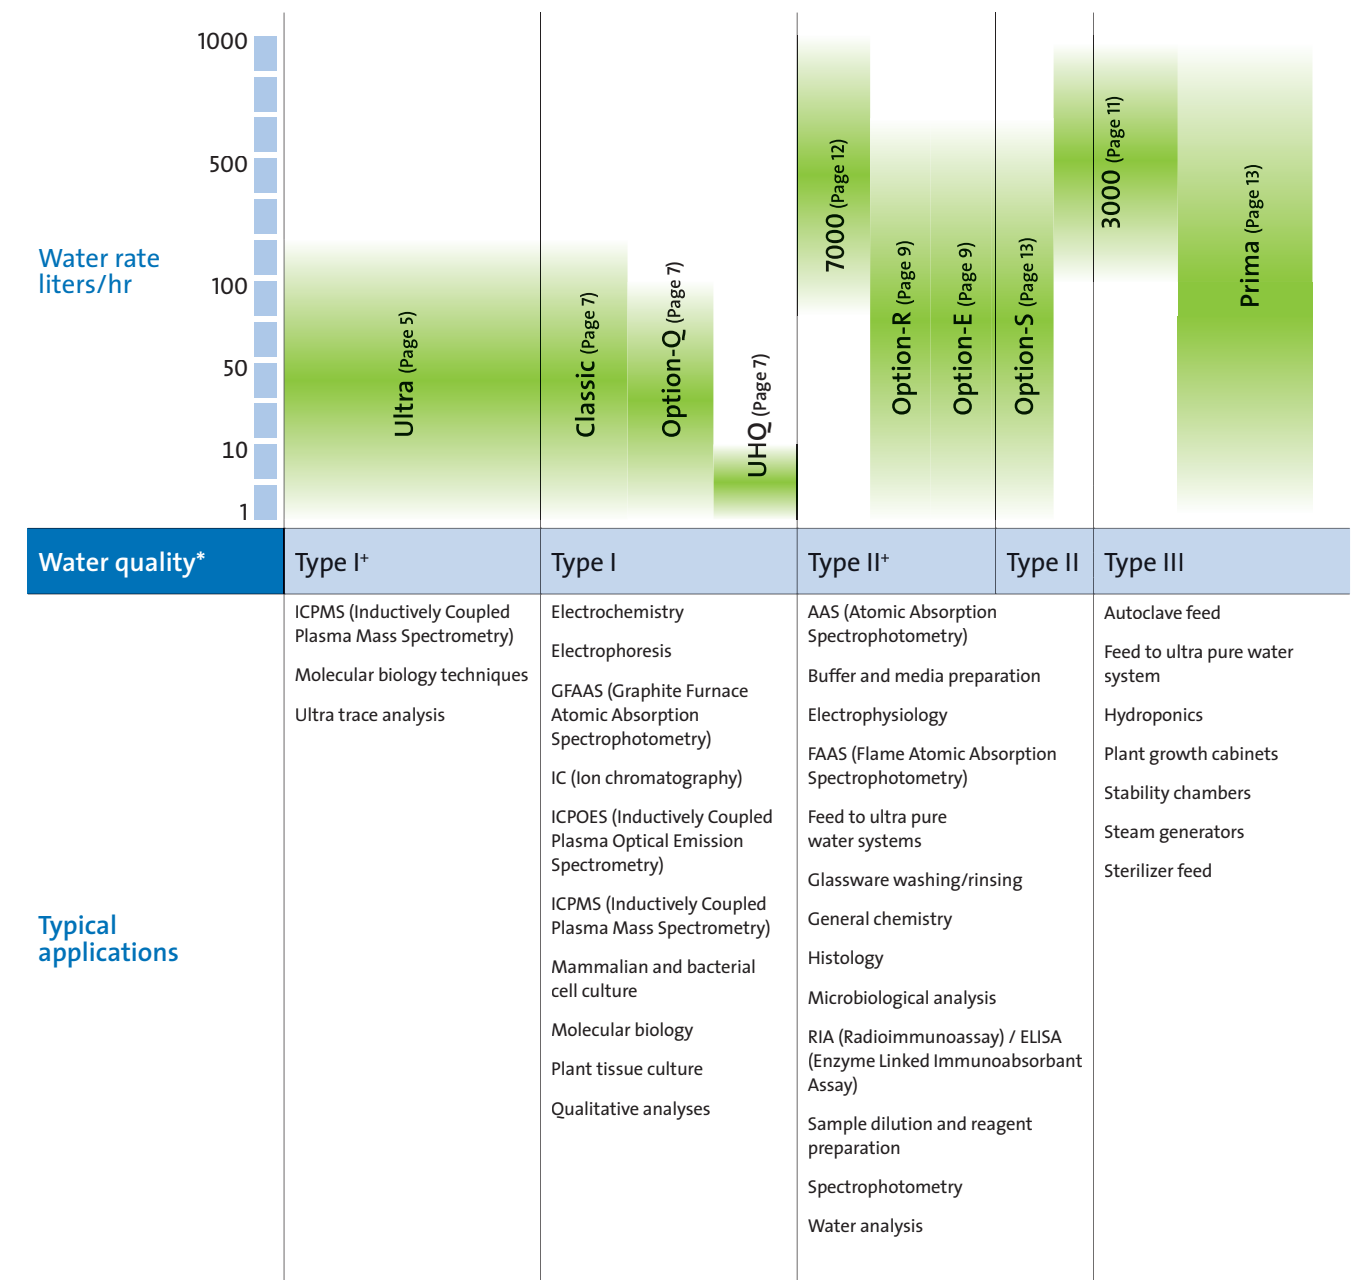 1000
500
Water rate
liters/hr
100
50
10
1
Ultra (Page 5)
Classic (Page 7)
Option-Q (Page 7)
UHQ (Page 7)
7000 (Page 12)
Option-R (Page 9)
Option-E (Page 9)
Option-S (Page 13)
3000 (Page 11)
Prima (Page 13)
Water quality*
Type I+
Type I
Type II+
Type II
Type III
Typical
applications
ICPMS (Inductively Coupled
Plasma Mass Spectrometry)
Molecular biology techniques
Ultra trace analysis
Electrochemistry
Electrophoresis
GFAAS (Graphite Furnace
Atomic Absorption
Spectrophotometry)
IC (Ion chromatography)
ICPOES (Inductively Coupled
Plasma Optical Emission
Spectrometry)
ICPMS (Inductively Coupled
Plasma Mass Spectrometry)
Mammalian and bacterial
cell culture
Molecular biology
Plant tissue culture
Qualitative analyses
AAS (Atomic Absorption
Spectrophotometry)
Buffer and media preparation
Electrophysiology
FAAS (Flame Atomic Absorption
Spectrophotometry)
Feed to ultra pure
water systems
Glassware washing/rinsing
General chemistry
Histology
Microbiological analysis
RIA (Radioimmunoassay) / ELISA
(Enzyme Linked Immunoabsorbant
Assay)
Sample dilution and reagent
preparation
Spectrophotometry
Water analysis
Autoclave feed
Feed to ultra pure water
system
Hydroponics
Plant growth cabinets
Stability chambers
Steam generators
Sterilizer feed